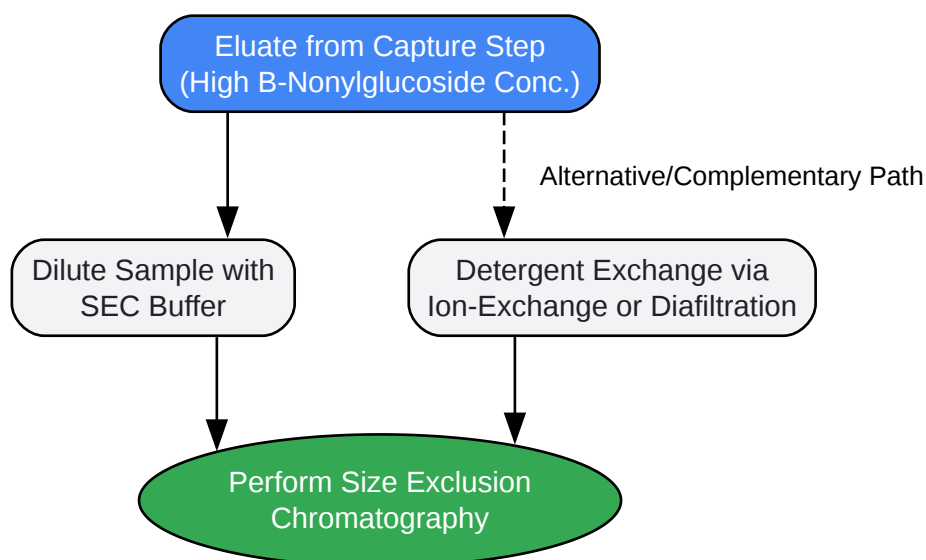 Eluate from Capture Step
(High B-Nonylglucoside Conc.)
Alternative/Complementary Path
Dilute Sample with
SEC Buffer
Detergent Exchange via
Ion-Exchange or Diafiltration
Perform Size Exclusion
Chromatography